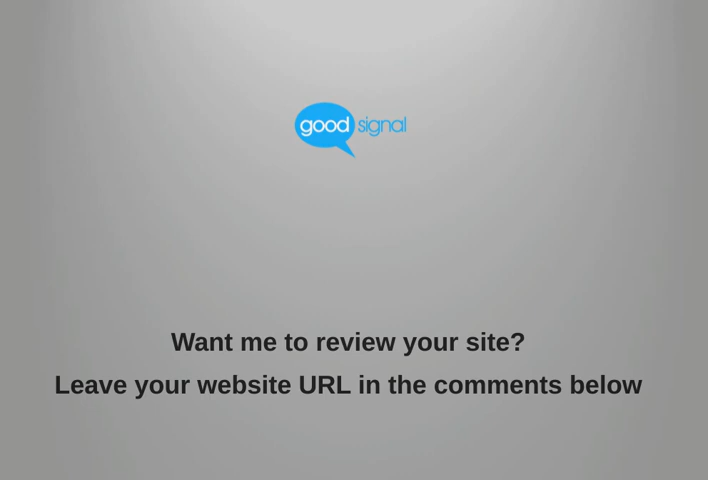 good signal
Want me to review your site?
Leave your website URL in the comments below